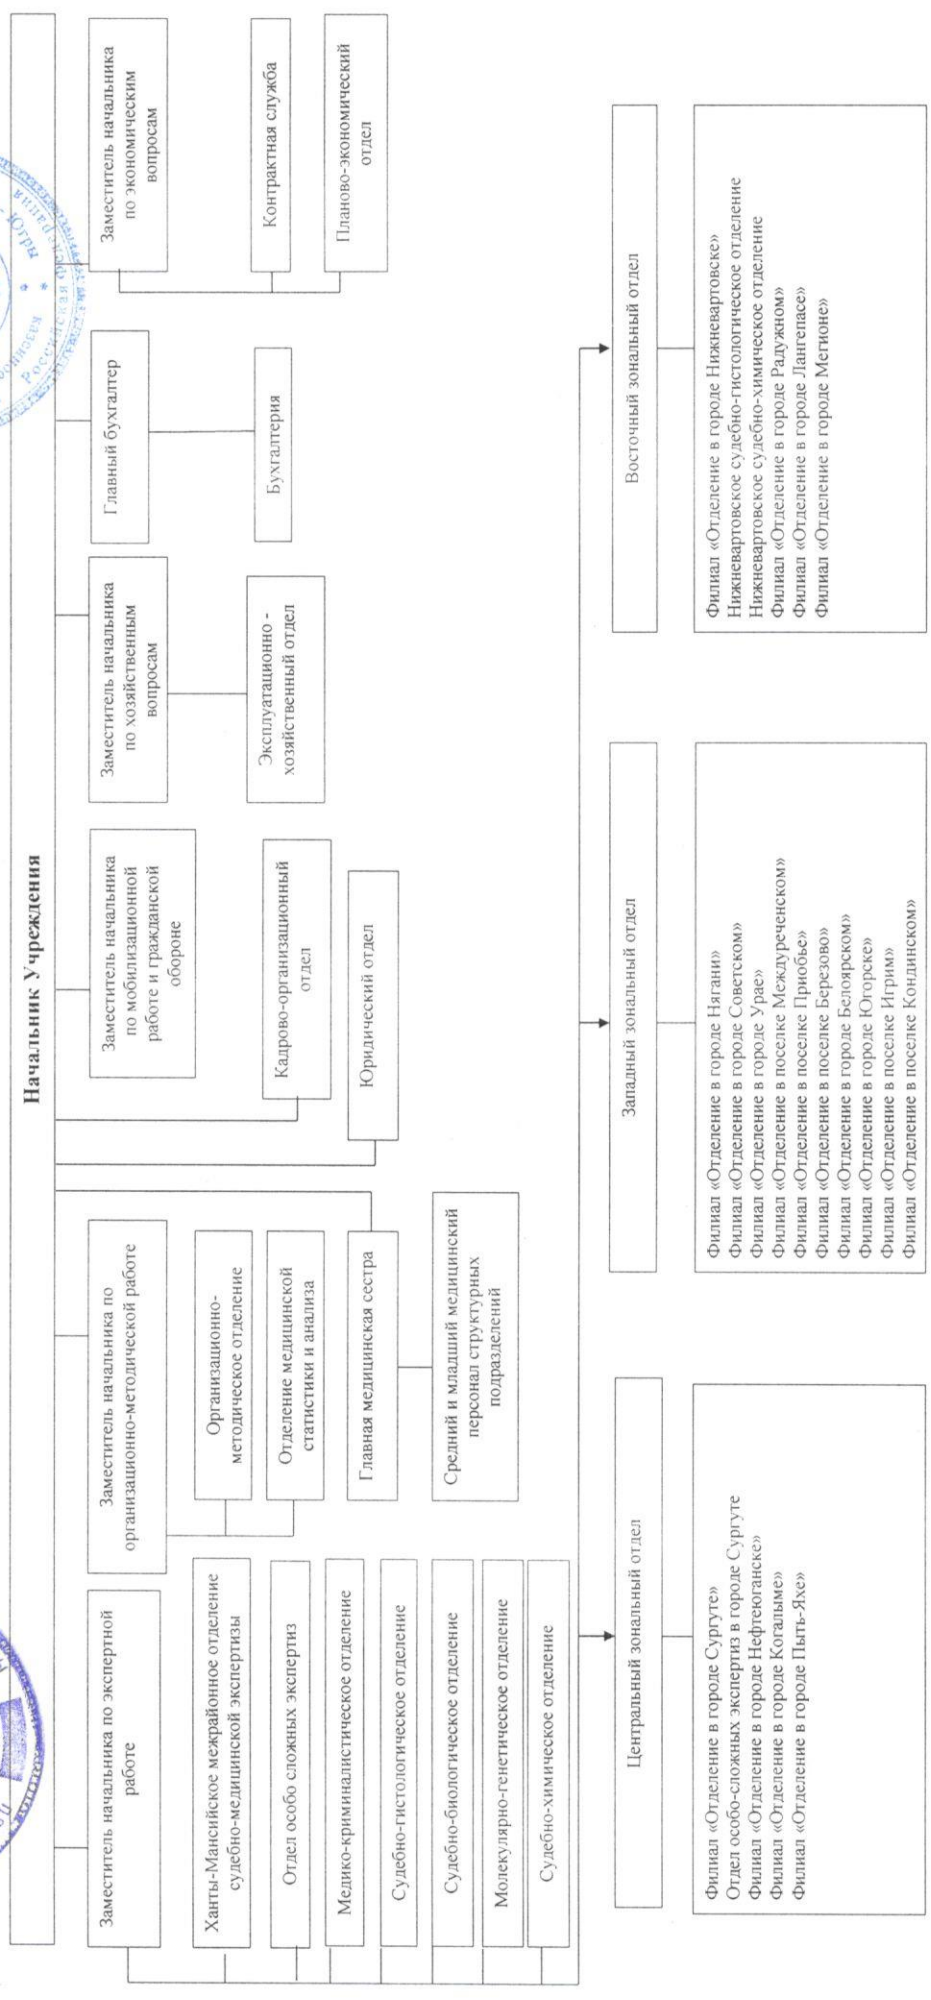 Начальник Учреждения
Заместитель начальника по экспертной
работе
Заместитель начальника по
организационно-методической работе
Заместитель начальника
по мобилизационной
работе и гражданской
обороне
Заместитель начальника
по хозяйственным
вопросам
Главный бухгалтер
Заместитель начальника
по экономическим
вопросам
Ханты-Мансийское межрайонное отделение
судебно-медицинской экспертизы
Отдел особо сложных экспертиз
Медико-криминалистическое отделение
Судебно-гистологическое отделение
Судебно-биологическое отделение
Молекулярно-генетическое отделение
Судебно-химическое отделение
Организационно-
методическое отделение
Отделение медицинской
статистики и анализа
Главная медицинская сестра
Средний и младший медицинский
персонал структурных
подразделений
Кадрово-организационный
отдел
Юридический отдел
Эксплуатационно -
хозяйственный отдел
Бухгалтерия
Контрактная служба
Планово-экономический
отдел
Центральный зональный отдел
Филиал «Отделение в городе Сургуте»
Отдел особо-сложных экспертиз в городе Сургуте
Филиал «Отделение в городе Нефтеюганске»
Филиал «Отделение в городе Когалыме»
Филиал «Отделение в городе Пыть-Яхе»
Западный зональный отдел
Филиал «Отделение в городе Нягани»
Филиал «Отделение в городе Советском»
Филиал «Отделение в городе Урае»
Филиал «Отделение в поселке Междуреченском»
Филиал «Отделение в поселке Приобье»
Филиал «Отделение в поселке Березово»
Филиал «Отделение в городе Белоярском»
Филиал «Отделение в городе Югорске»
Филиал «Отделение в поселке Игрим»
Филиал «Отделение в поселке Кондинском»
Восточный зональный отдел
Филиал «Отделение в городе Нижневартовске»
Нижневартовское судебно-гистологическое отделение
Нижневартовское судебно-химическое отделение
Филиал «Отделение в городе Радужном»
Филиал «Отделение в городе Лангепасе»
Филиал «Отделение в городе Мегионе»
Российская Федерация